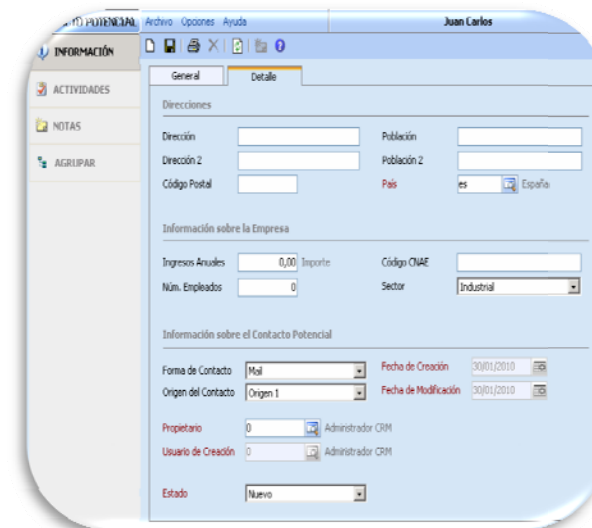 POTENCIAL Archivo Opciones Ayuda Juan Carlos
INFORMACIÓN
ACTIVIDADES
NOTAS
AGRUPAR
General Detalle
Direcciones
Dirección Población
Dirección 2 Población 2
Código Postal País es España
Información sobre la Empresa
Ingresos Anuales 0,00 Importe Código CNAE
Núm. Empleados 0 Sector Industrial
Información sobre el Contacto Potencial
Forma de Contacto Mail Fecha de Creación 30/01/2010
Origen del Contacto Origen 1 Fecha de Modificación 30/01/2010
Propietario 0 Administrador CRM
Usuario de Creación 0 Administrador CRM
Estado Nuevo